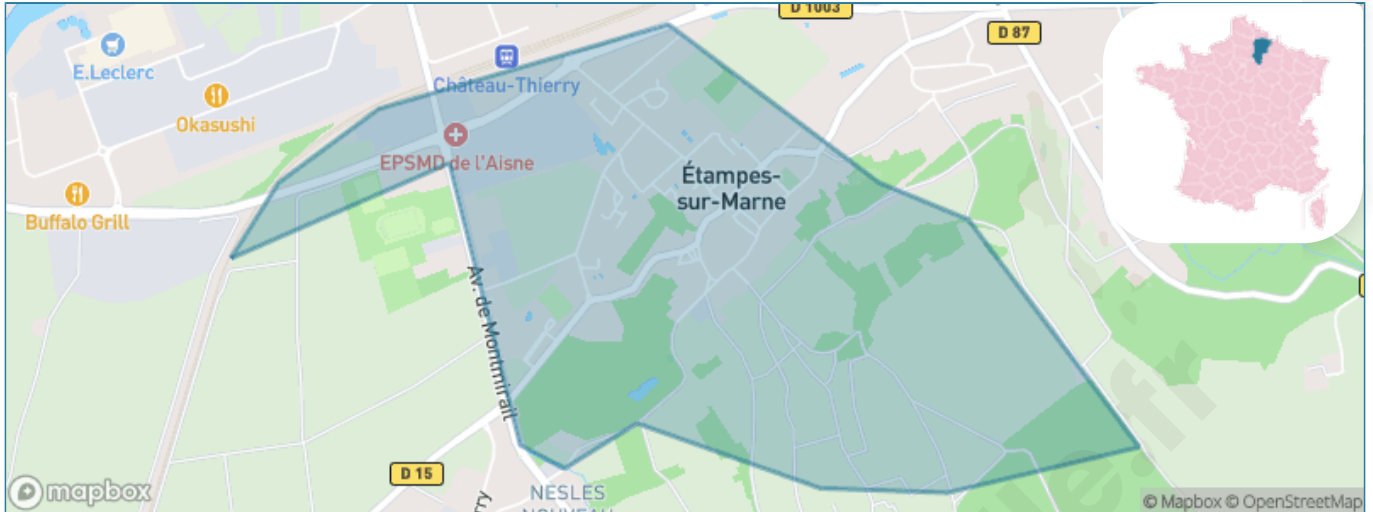 D 1003
D 87
E.Leclerc
Château-Thierry
Okasushi
EPSMD de l'Aisne
Étampes-
sur-Marne
Buffalo Grill
Av. de Montmirail
D 15
NESLES
mapbox
© Mapbox © OpenStreetMap